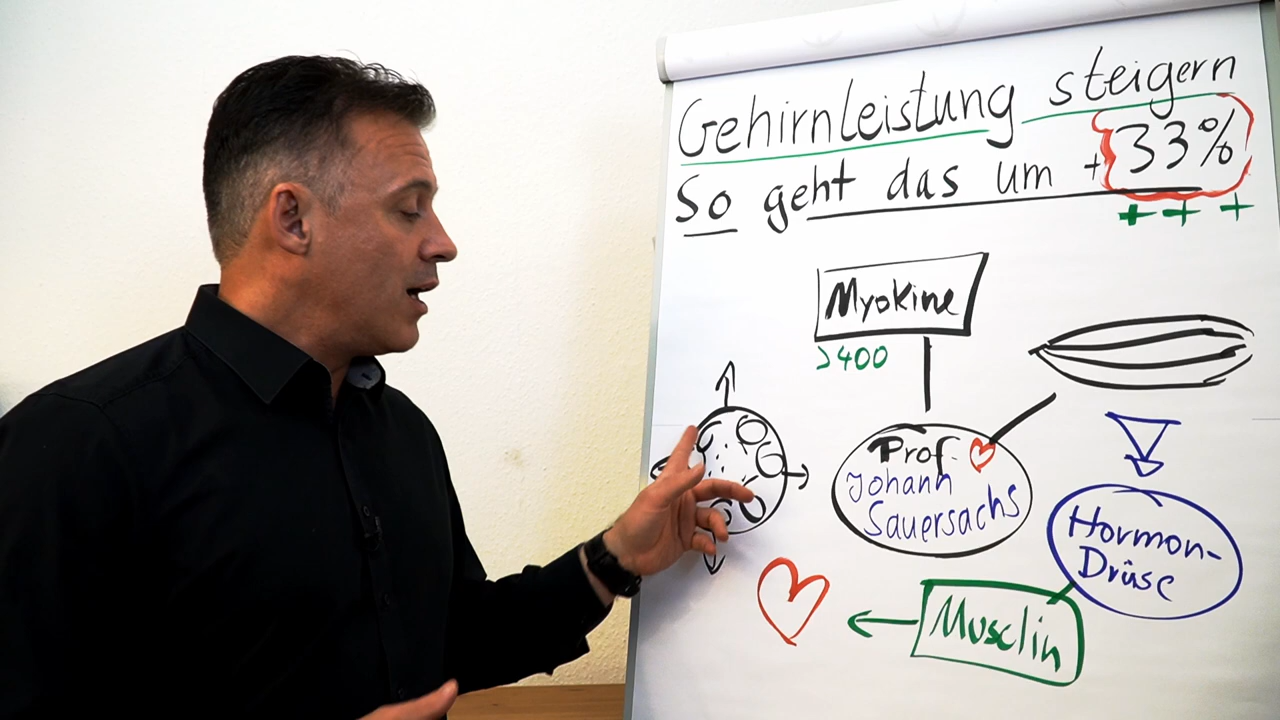 Gehirnleistung steigern
So geht das um + 33%
+ + +
Myokine
>400
Prof.
Johann
Sauersachs
Hormon-
Drüse
Musclin